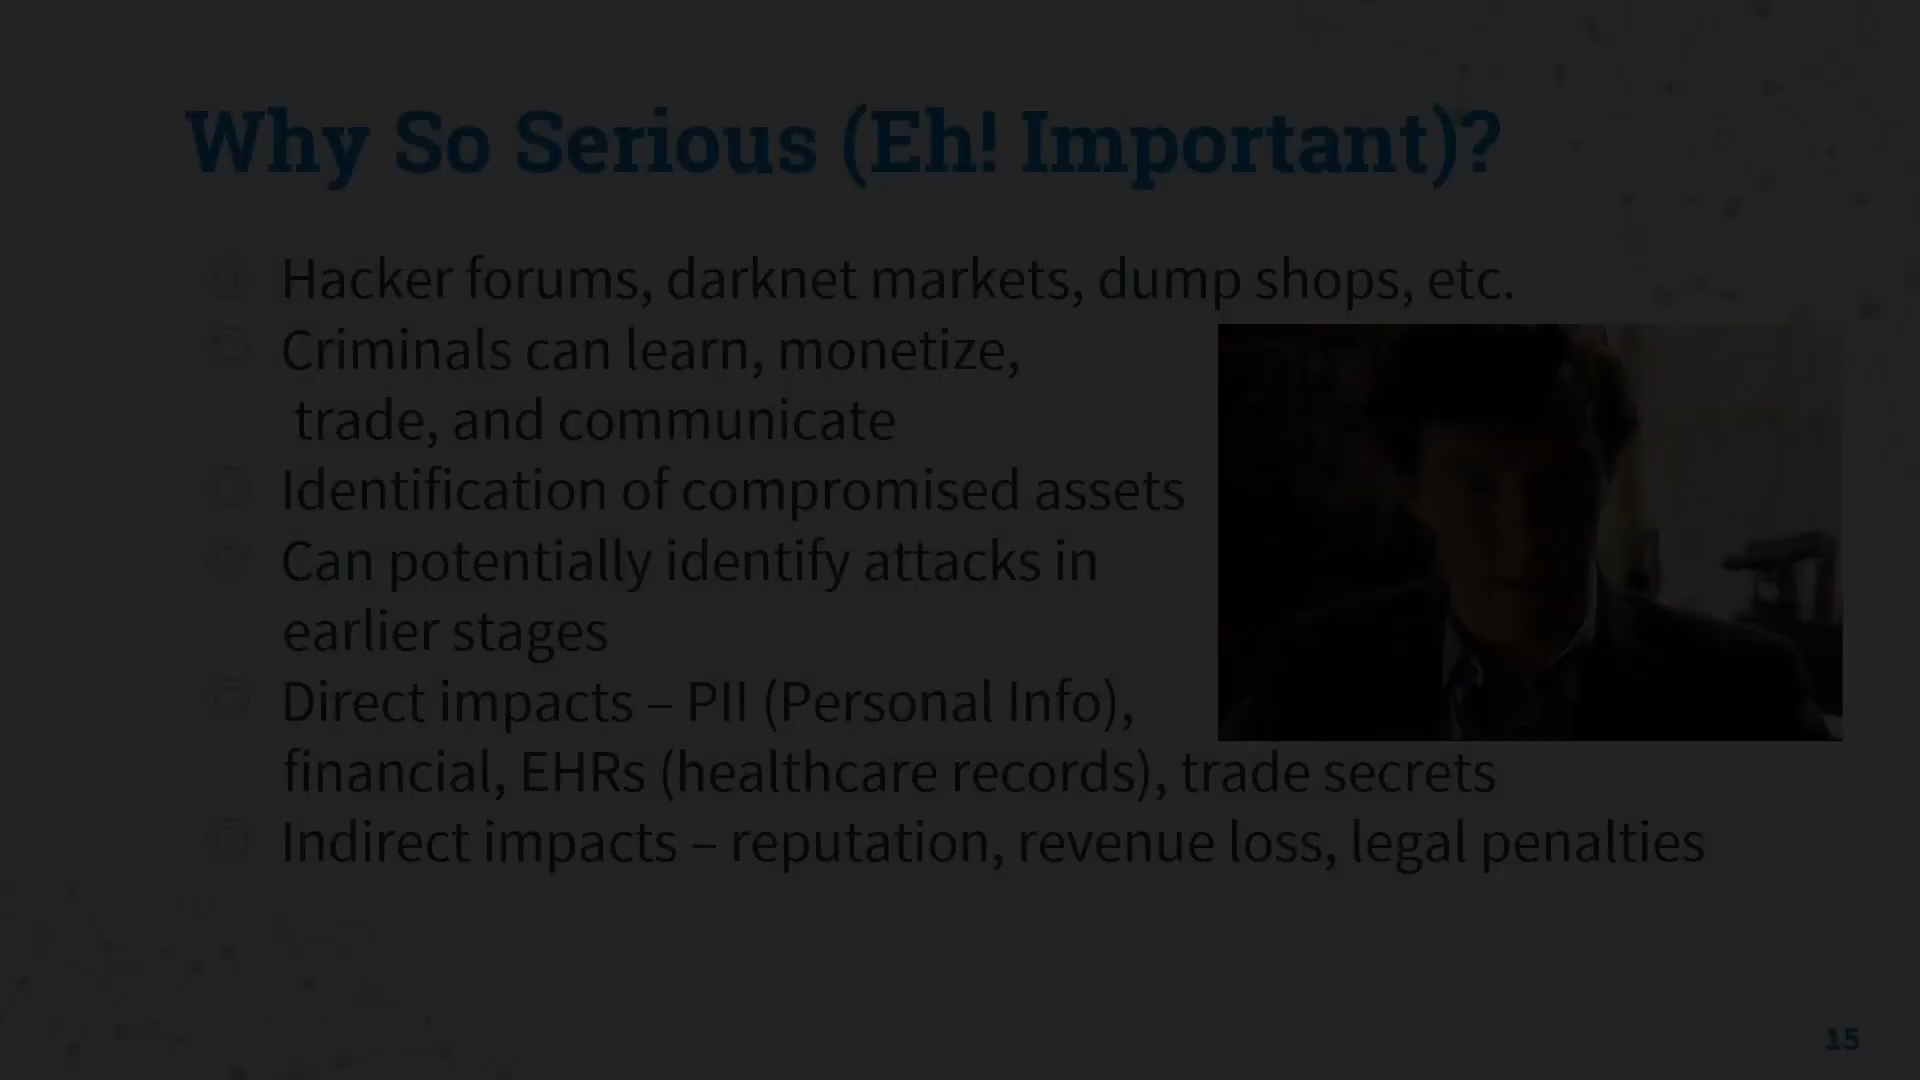 Why So Serious (Eh! Important)?
Hacker forums, darknet markets, dump shops, etc.
Criminals can learn, monetize,
trade, and communicate
Identification of compromised assets
Can potentially identify attacks in
earlier stages
Direct impacts – PII (Personal Info),
financial, EHRs (healthcare records), trade secrets
Indirect impacts – reputation, revenue loss, legal penalties
15